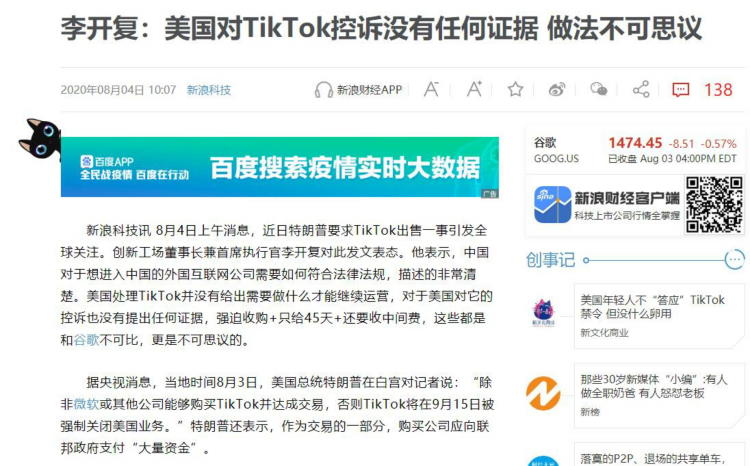 李开复：美国对TikTok控诉没有任何证据 做法不可思议
2020年08月04日 10:07 新浪科技
新浪财经APP
138
百度APP
全民战疫情 百度在行动
百度搜索疫情实时大数据
广告
新浪科技讯 8月4日上午消息，近日特朗普要求TikTok出售一事引发全
球关注。创新工场董事长兼首席执行官李开复对此发文表态。他表示，中国
对于想进入中国的外国互联网公司需要如何符合法律法规，描述的非常清
楚。美国处理TikTok并没有给出需要做什么才能继续运营，对于美国对它的
控诉也没有提出任何证据，强迫收购+只给45天+还要收中间费，这些都是
和谷歌不可比，更是不可思议的。
据央视消息，当地时间8月3日，美国总统特朗普在白宫对记者说：“除
非微软或其他公司能够购买TikTok并达成交易，否则TikTok将在9月15日被
强制关闭美国业务。”特朗普还表示，作为交易的一部分，购买公司应向联
邦政府支付“大量资金”。
谷歌 1474.45 -8.51 -0.57%
GOOG.US 已收盘 Aug 03 04:00PM EDT
sina
新浪财经客户端
科技上市公司行情全掌握
创事记
美国年轻人不“答应”TikTok
禁令 但没什么卵用
新文化商业
那些30岁新媒体“小编”:有人
做全职奶爸 有人怒怼老板
新榜
落寞的P2P、退场的共享单车，